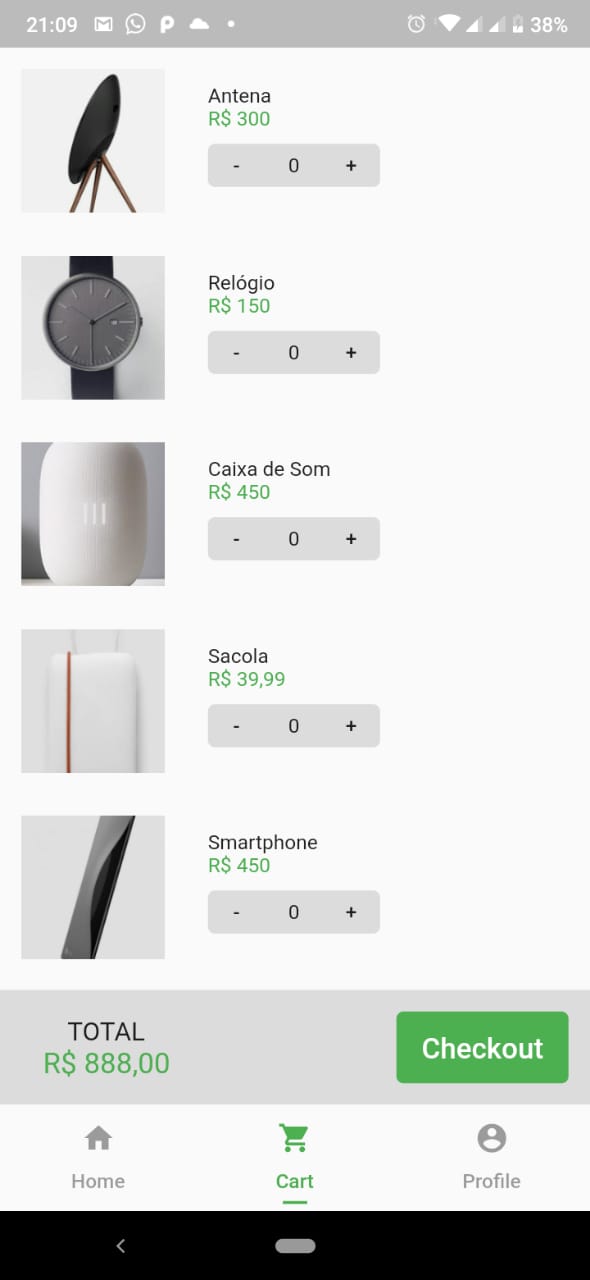 21:09 38%
Antena
R$ 300
- 0 +
Relógio
R$ 150
- 0 +
Caixa de Som
R$ 450
- 0 +
Sacola
R$ 39,99
- 0 +
Smartphone
R$ 450
- 0 +
TOTAL
R$ 888,00
Checkout
Home Cart Profile